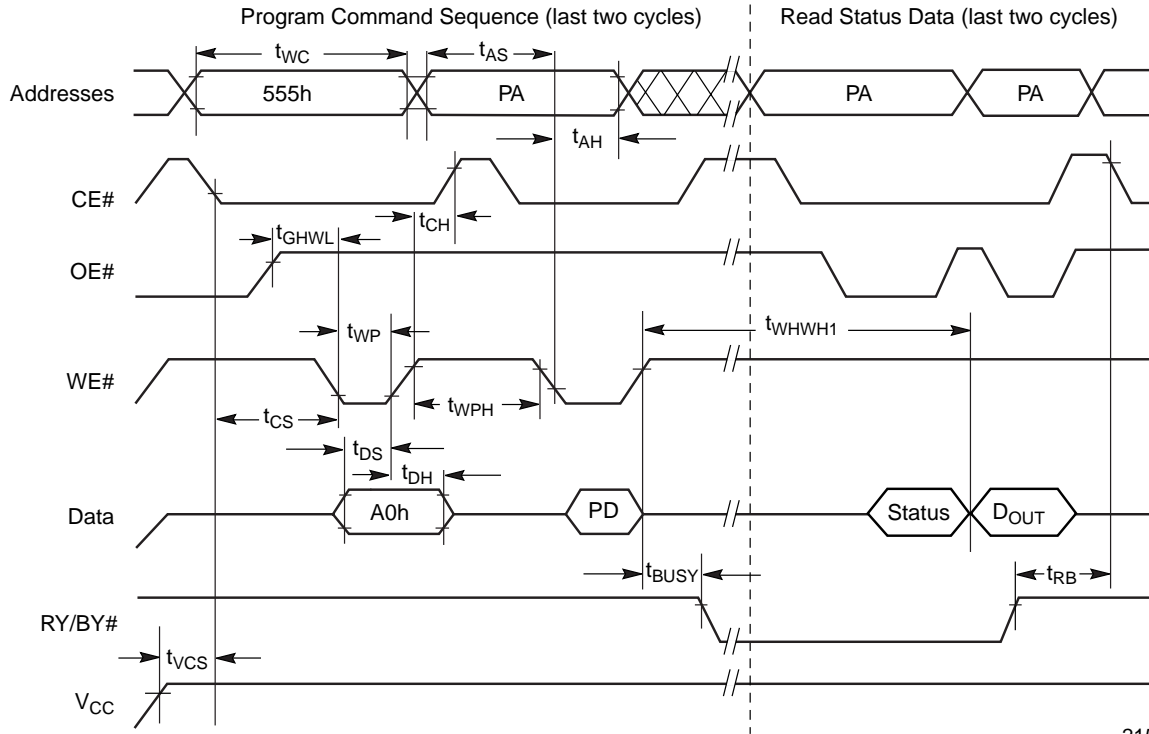 Program Command Sequence (last two cycles)
Read Status Data (last two cycles)
tWC
tAS
Addresses
555h
PA
PA
PA
tAH
CE#
tCH
tGHWL
OE#
tWP
tWHWH1
WE#
tCS
tWPH
tDS
tDH
Data
A0h
PD
Status
DOUT
tBUSY
tRB
RY/BY#
tVCS
VCC